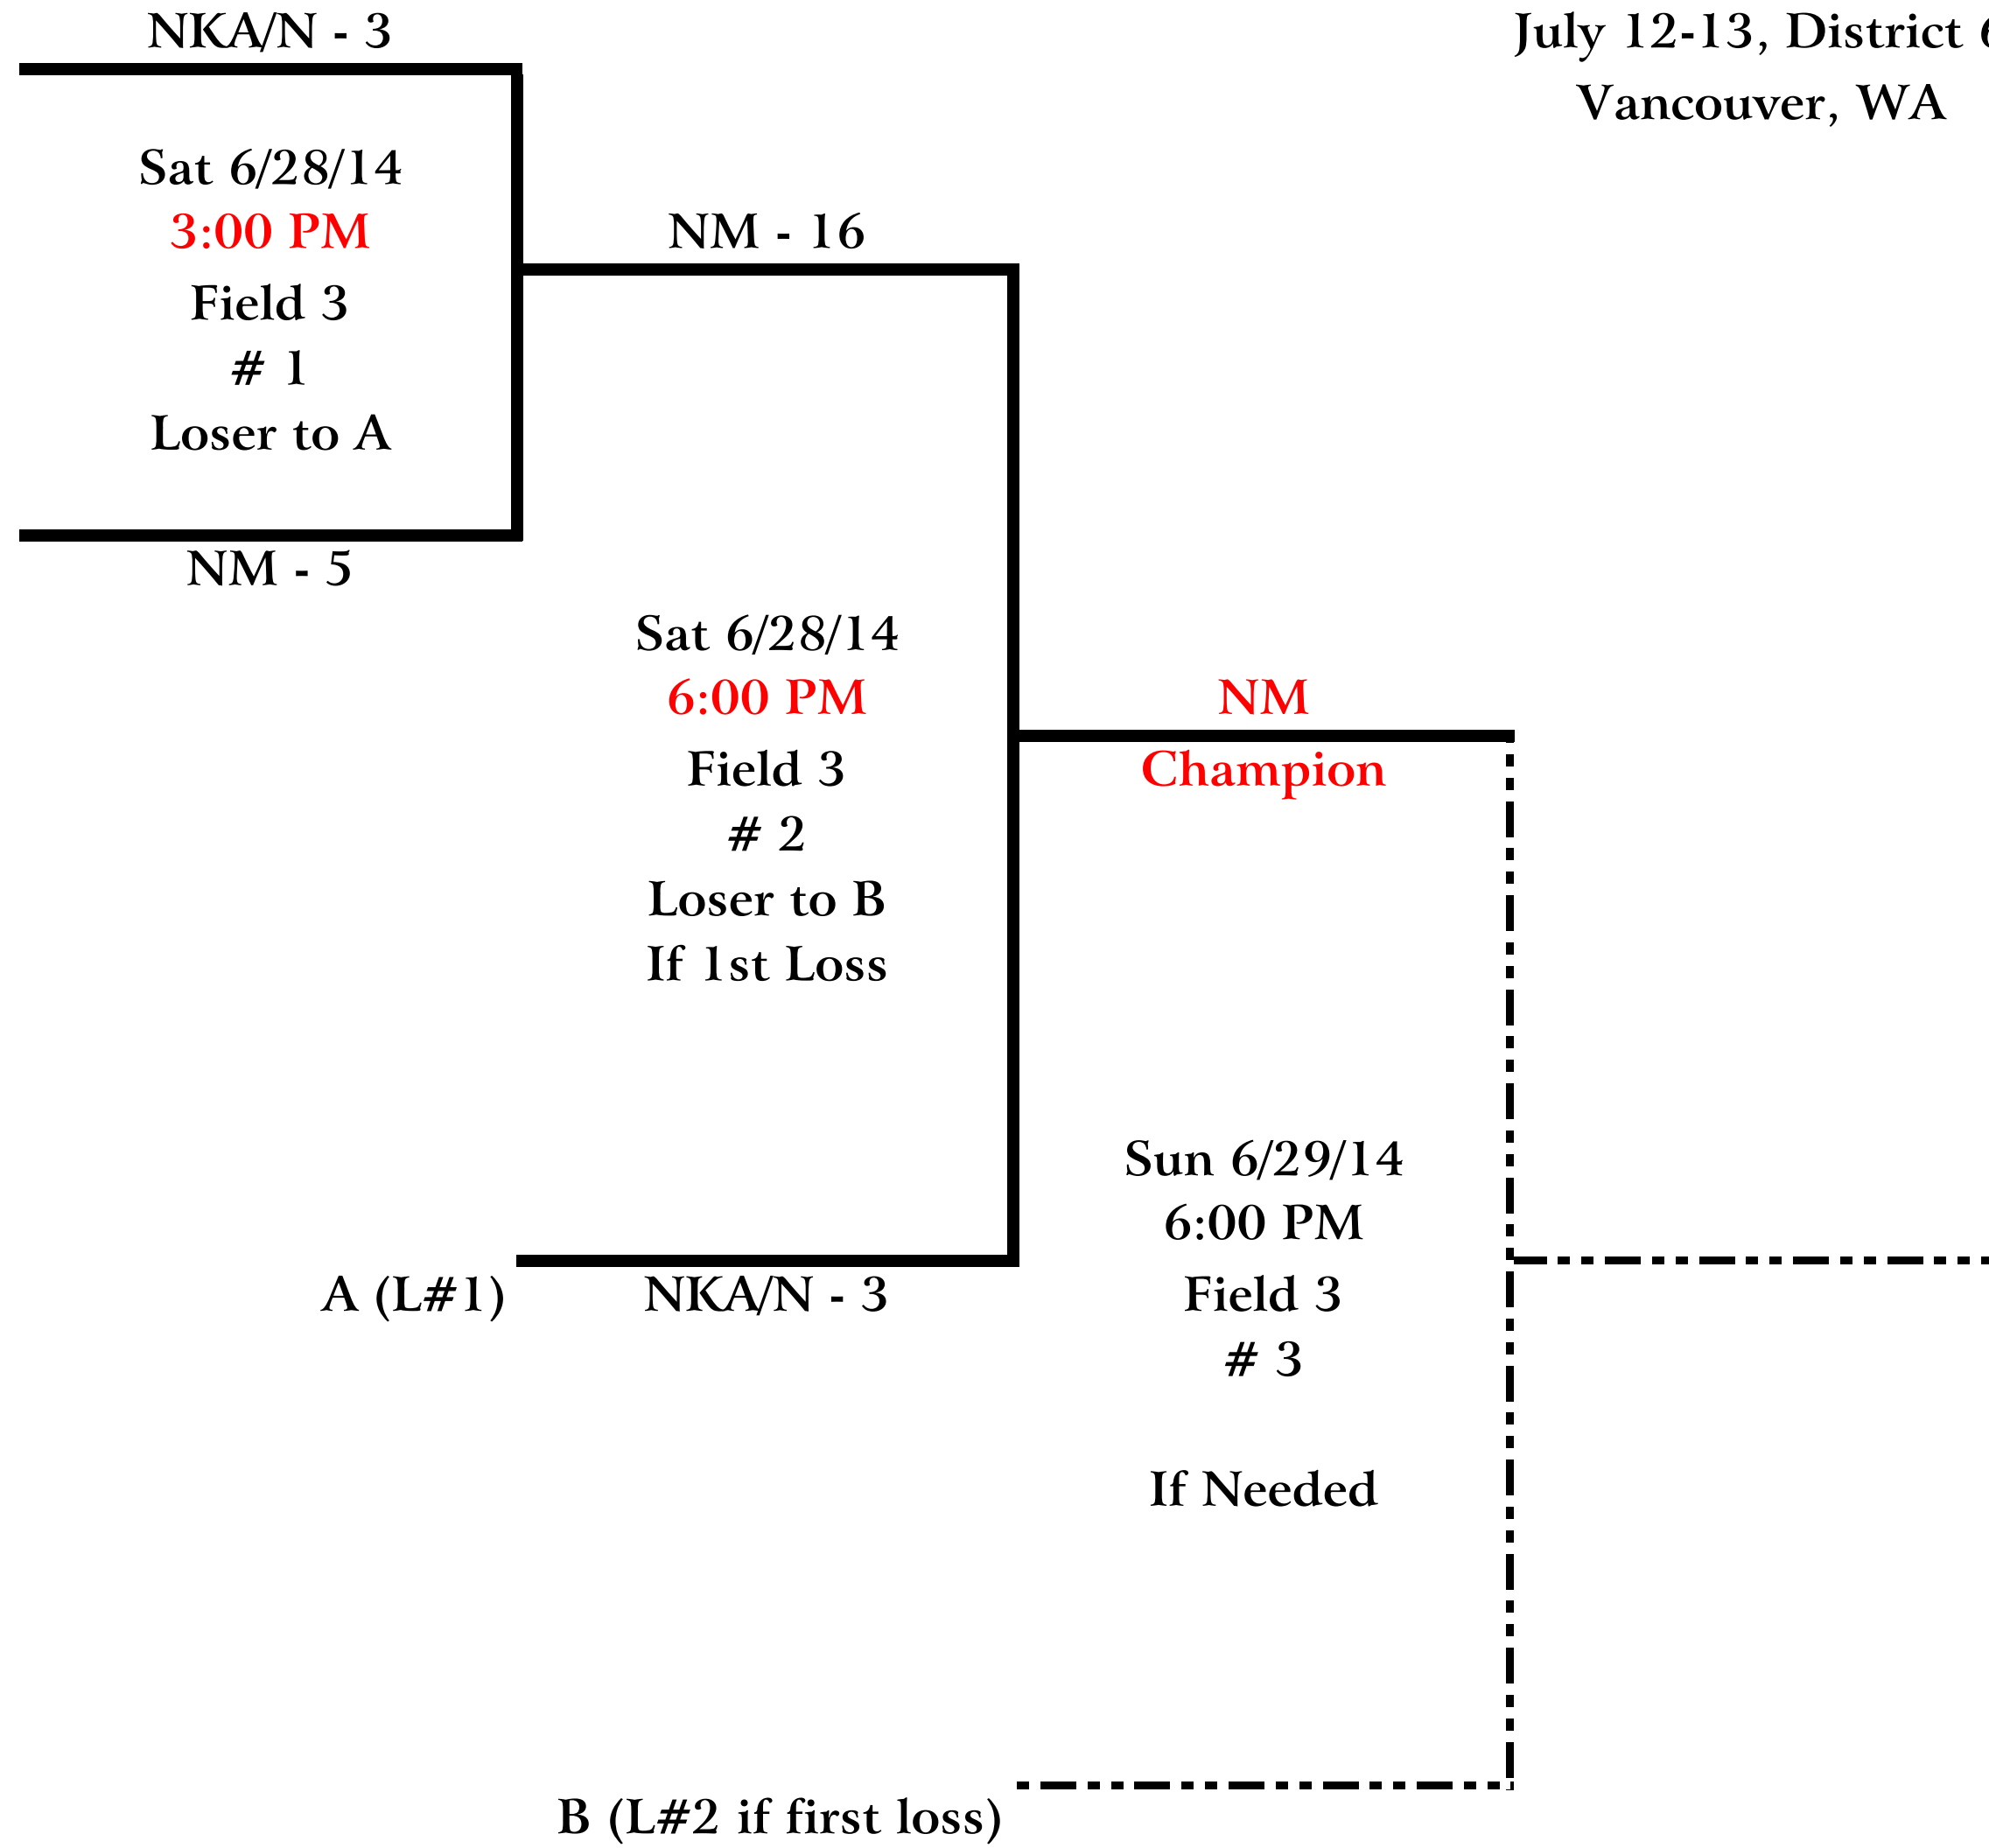 NKA/N - 3
July 12-13, District
Vancouver, WA
Sat 6/28/14
3:00 PM
Field 3
# 1
Loser to A
NM - 5
NM - 16
Sat 6/28/14
6:00 PM
Field 3
# 2
Loser to B
If 1st Loss
A (L#1)
NKA/N - 3
NM
Champion
Sun 6/29/14
6:00 PM
Field 3
# 3
If Needed
B (L#2 if first loss)